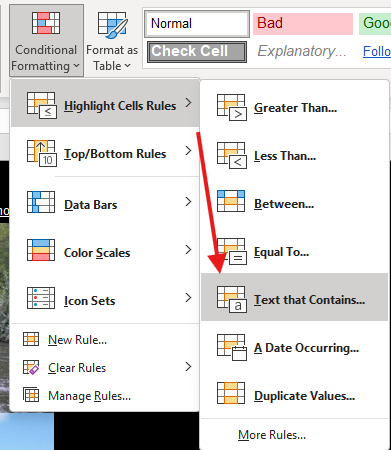 Conditional
Formatting
Format as
Table
Normal
Bad
Check Cell
Explanatory...
Follo
Highlight Cells Rules
Top/Bottom Rules
10
Data Bars
Color Scales
Icon Sets
New Rule...
Clear Rules
Manage Rules...
Greater Than...
Less Than...
Between...
Equal To...
Text that Contains...
a
A Date Occurring...
Duplicate Values...
More Rules...